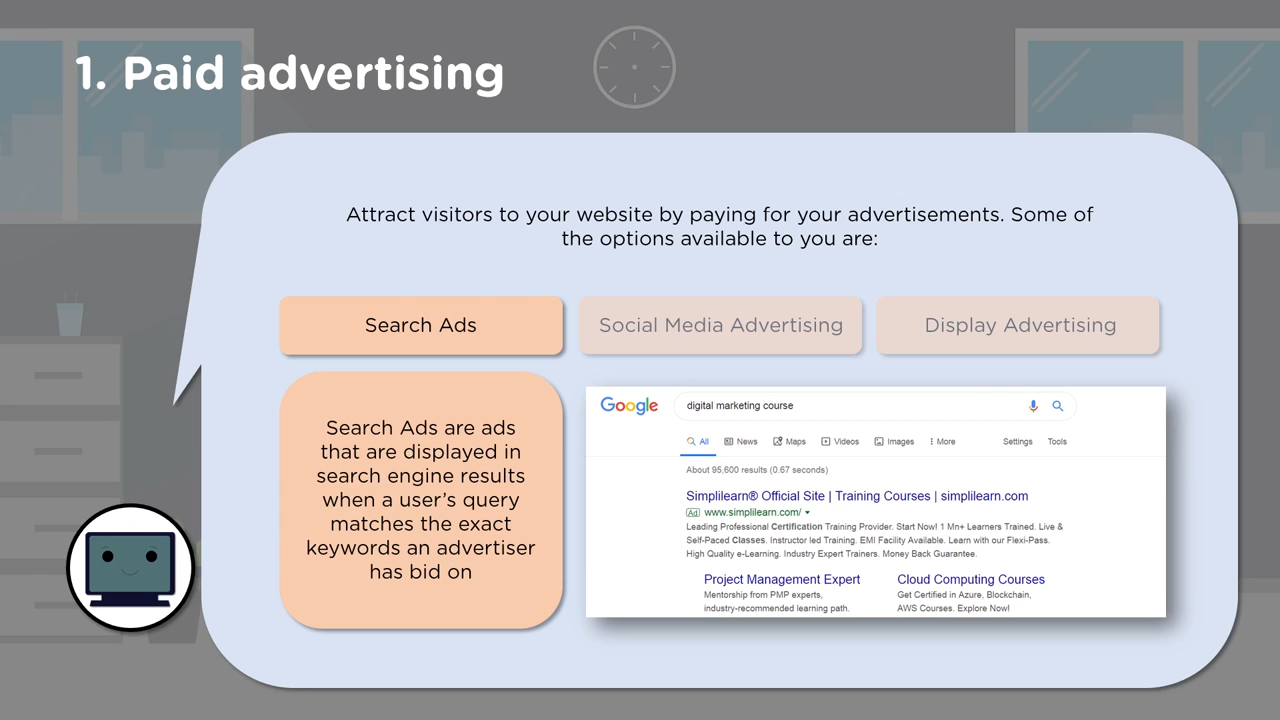 1. Paid advertising
Attract visitors to your website by paying for your advertisements. Some of
the options available to you are:
Search Ads
Social Media Advertising
Display Advertising
Search Ads are ads
that are displayed in
search engine results
when a user's query
matches the exact
keywords an advertiser
has bid on
Google
digital marketing course
All
News
Maps
Videos
Images
More
Settings
Tools
About 95,600 results (0.67 seconds)
Simplilearn® Official Site | Training Courses | simplilearn.com
Ad www.simplilearn.com/
Leading Professional Certification Training Provider. Start Now! 1 Mn+ Learners Trained. Live &
Self-Paced Classes. Instructor led Training. EMI Facility Available. Learn with our Flexi-Pass.
High Quality e-Learning. Industry Expert Trainers. Money Back Guarantee.
Project Management Expert
Mentorship from PMP experts,
industry-recommended learning path.
Cloud Computing Courses
Get Certified in Azure, Blockchain,
AWS Courses. Explore Now!